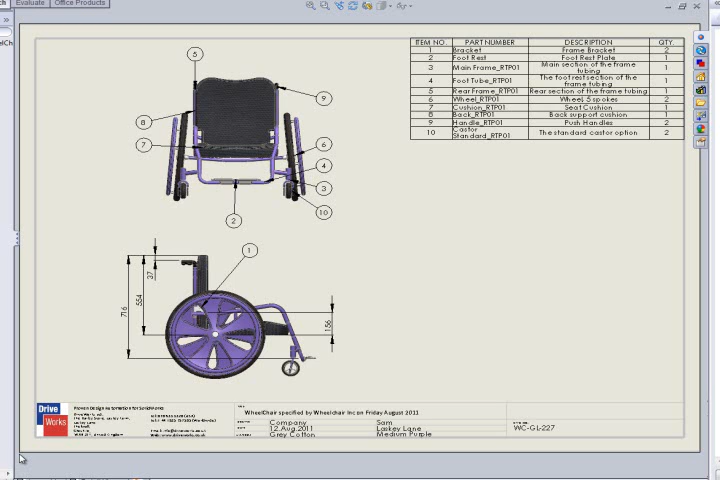 Evaluate
Office Products
ITEM NO. PART NUMBER DESCRIPTION QTY.
1 Bracket Frame Bracket 2
2 Foot Rest Foot Rest Plate 1
3 Main Frame_RTP01 Main section of the frame tubing 1
4 Foot Tube_RTP01 The foot rest section of the frame tubing 1
5 Rear Frame_RTP01 Rear section of the frame tubing 1
6 Wheel_RTP01 Wheel, 5 spokes 2
7 Cushion_RTP01 Seat Cushion 1
8 Back_RTP01 Back support cushion 1
9 Handle_RTP01 Push Handles 2
10 Castor Standard_RTP01 The standard castor option 2
5
9
8
7
6
4
3
10
2
1
37
554
716
156
Drive
Works
Proven Design Automation for SolidWorks
WheelChair specified by Wheelchair Inc on Friday August 2011
Company Sam
12 Aug 2011 Laskey Lane
Grey Cotton Medium Purple
WC-GL-227